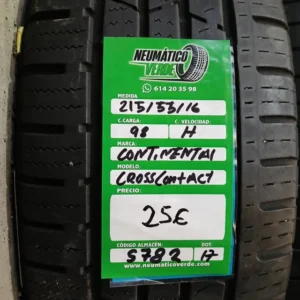 NEUMÁTICO
VERDE
614 20 35 98
MEDIDA:
215/55/16
C.CARGA: C. VELOCIDAD:
98 H
MARCA:
CONTINENTAL
MODELO:
CROSSCONTACT
PRECIO:
25€
CÓDIGO ALMACÉN: DOT:
5782 17
www.neumaticoverde.com